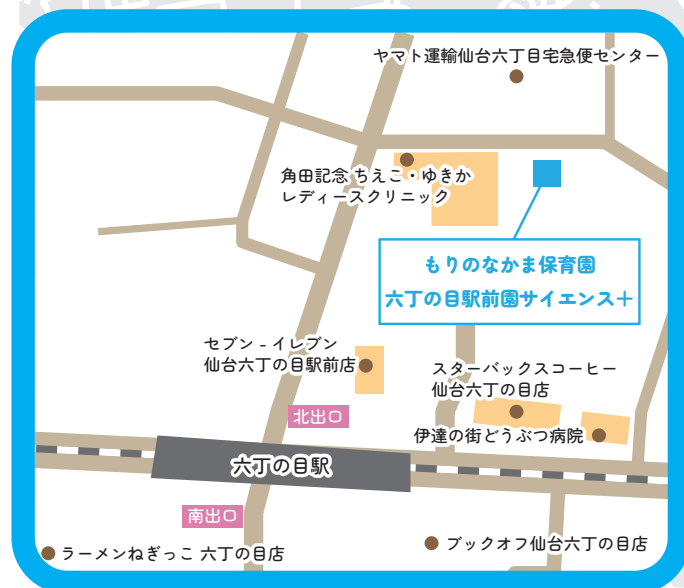 ヤマト運輸仙台六丁目宅急便センター
角田記念 ちえこ・ゆきか
レディースクリニック
もりのなかま保育園
六丁の目駅前園サイエンス＋
セブン - イレブン
仙台六丁の目駅前店
スターバックスコーヒー
仙台六丁の目店
北出口
伊達の街どうぶつ病院
六丁の目駅
南出口
ラーメンねぎっこ 六丁の目店
ブックオフ仙台六丁の目店